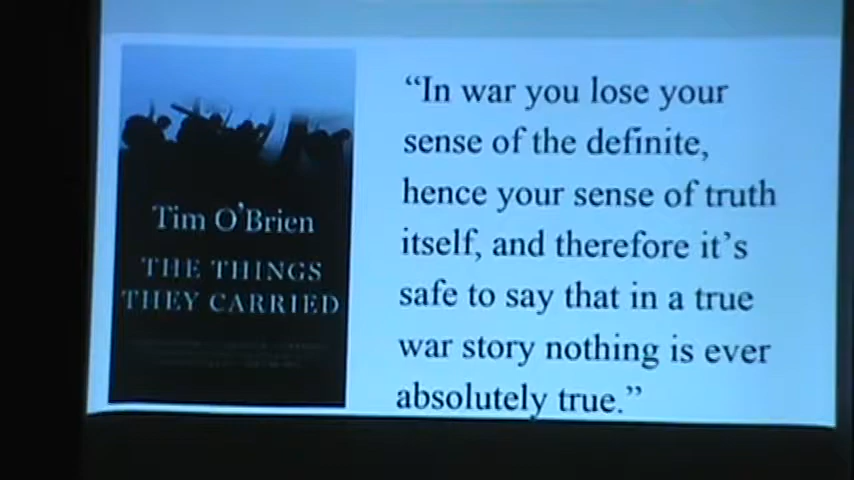 Tim O'Brien
THE THINGS
THEY CARRIED
“In war you lose your
sense of the definite,
hence your sense of truth
itself, and therefore it’s
safe to say that in a true
war story nothing is ever
absolutely true.”